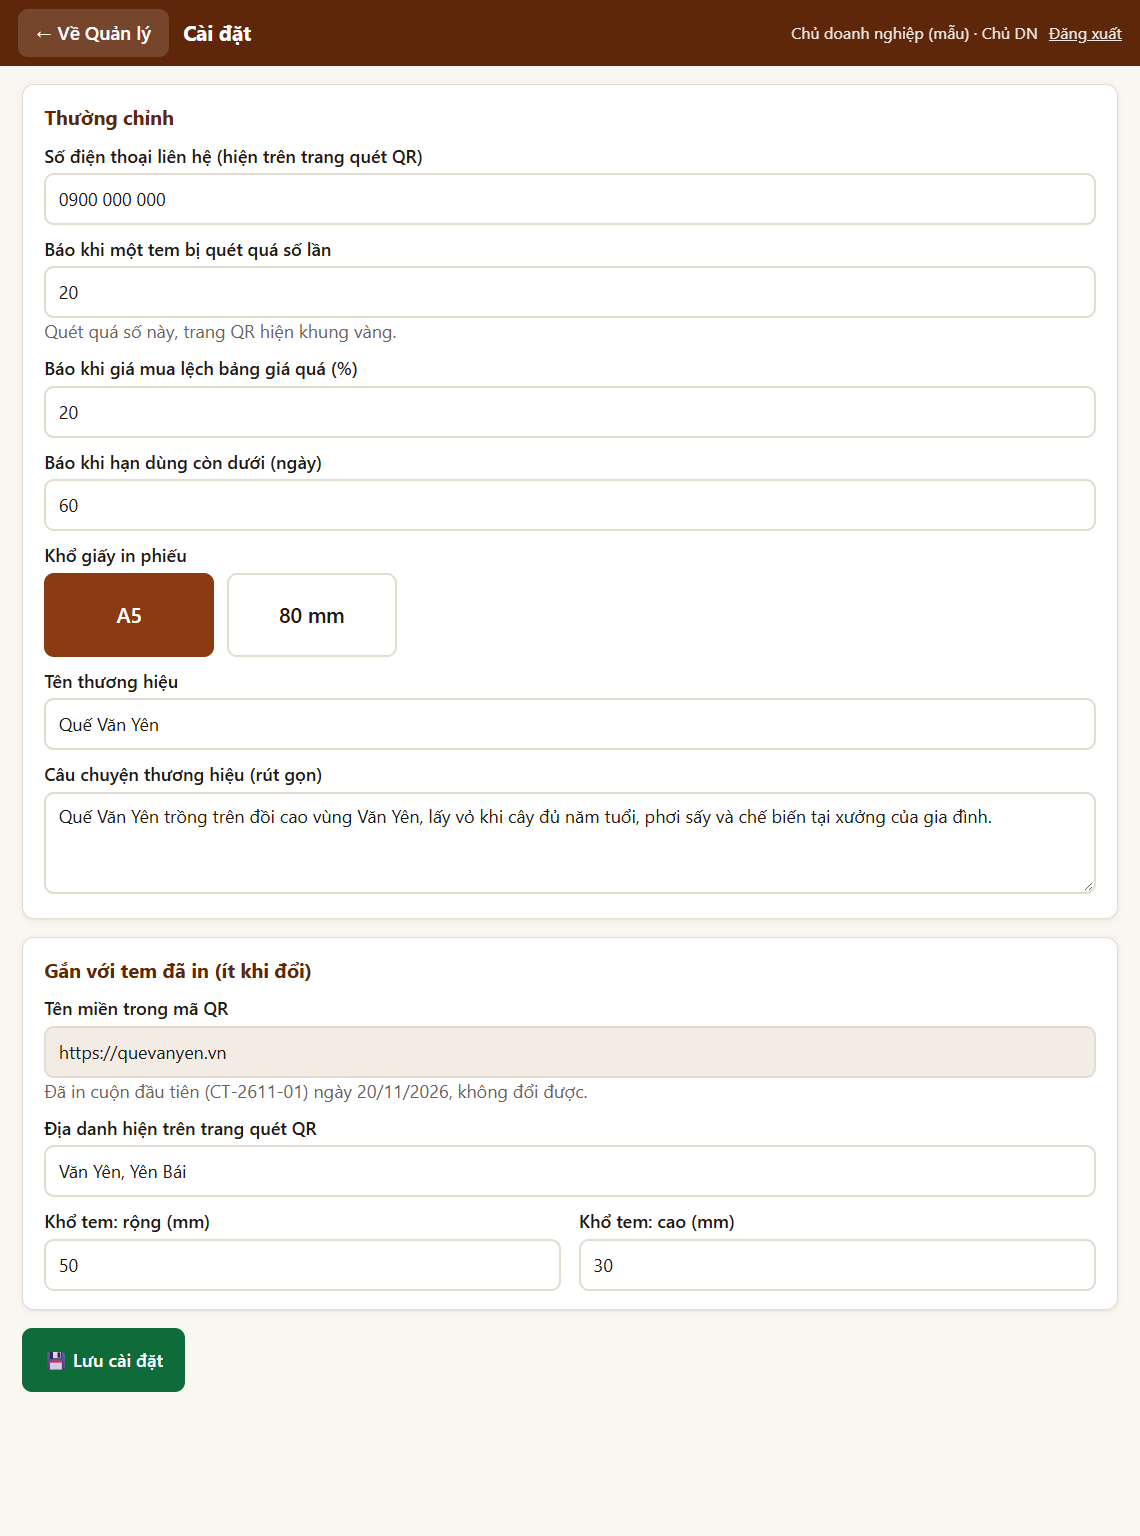 ← Về Quản lý
Cài đặt
Chủ doanh nghiệp (mẫu) · Chủ DN Đăng xuất
Thường chỉnh
Số điện thoại liên hệ (hiện trên trang quét QR)
0900 000 000
Báo khi một tem bị quét quá số lần
20
Quét quá số này, trang QR hiện khung vàng.
Báo khi giá mua lệch bảng giá quá (%)
20
Báo khi hạn dùng còn dưới (ngày)
60
Khổ giấy in phiếu
A5
80 mm
Tên thương hiệu
Quế Văn Yên
Câu chuyện thương hiệu (rút gọn)
Quế Văn Yên trồng trên đồi cao vùng Văn Yên, lấy vỏ khi cây đủ năm tuổi, phơi sấy và chế biến tại xưởng của gia đình.
Gắn với tem đã in (ít khi đổi)
Tên miền trong mã QR
https://quevanyen.vn
Đã in cuộn đầu tiên (CT-2611-01) ngày 20/11/2026, không đổi được.
Địa danh hiện trên trang quét QR
Văn Yên, Yên Bái
Khổ tem: rộng (mm)
50
Khổ tem: cao (mm)
30
Lưu cài đặt